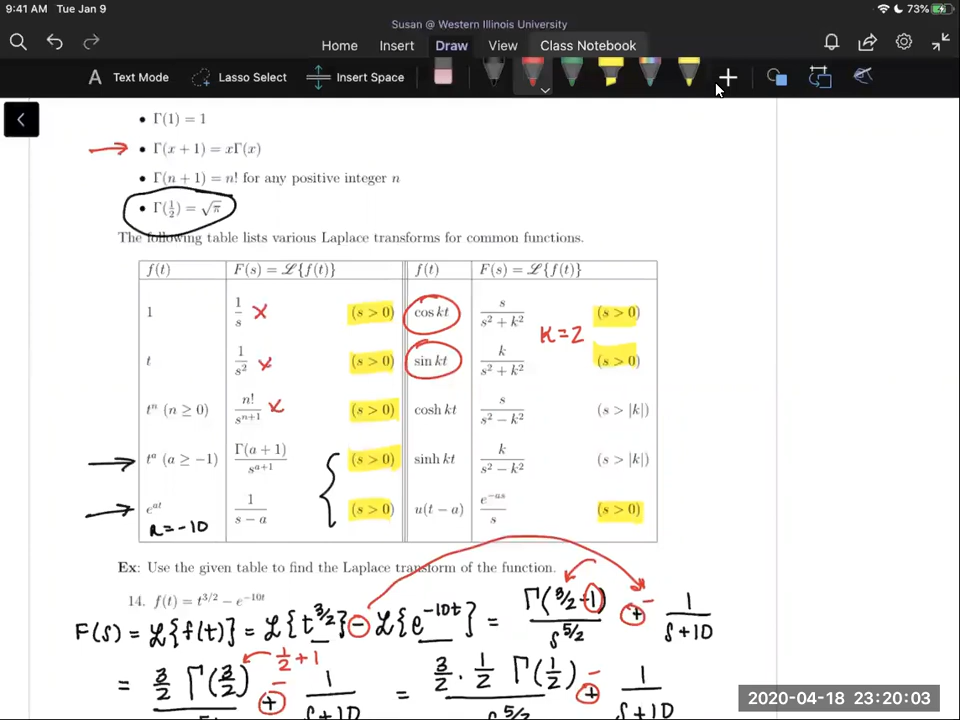 9:41 AM Tue Jan 9 73%
Susan @ Western Illinois University
Home Insert Draw View Class Notebook
A Text Mode Lasso Select Insert Space
• Γ(1) = 1
• Γ(x + 1) = xΓ(x)
• Γ(n + 1) = n! for any positive integer n
• Γ(1/2) = √π
The following table lists various Laplace transforms for common functions.
f(t) F(s) = ℒ{f(t)} f(t) F(s) = ℒ{f(t)}
1 1/s x (s > 0) cos kt s/(s² + k²) (s > 0)
K=2
t 1/s² x (s > 0) sin kt k/(s² + k²) (s > 0)
tⁿ (n ≥ 0) n!/sⁿ⁺¹ x (s > 0) cosh kt s/(s² − k²) (s > |k|)
tᵃ (a ≥ −1) Γ(a + 1)/sᵃ⁺¹ (s > 0) sinh kt k/(s² − k²) (s > |k|)
eᵃᵗ 1/(s − a) (s > 0) u(t − a) e⁻ᵃˢ/s (s > 0)
a=-10
Ex: Use the given table to find the Laplace transform of the function.
14. f(t) = t^{3/2} − e^{−10t}
F(s) = ℒ{f(t)} = ℒ{t^{3/2}} − ℒ{e^{−10t}} = Γ(3/2 - 1)/s^{5/2} + − 1/(s+10)
1/2 + 1
= 3/2 Γ(3/2) + − 1/(s+10) = 3/2 · 1/2 Γ(1/2) − + 1/(s+10)
2020-04-18 23:20:03